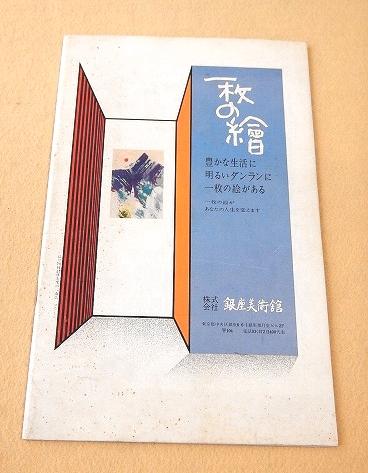 一枚の繪
豊かな生活に
明るいダンランに
一枚の絵がある
一枚の絵が
あなたの人生を変えます
株式会社 銀座美術館